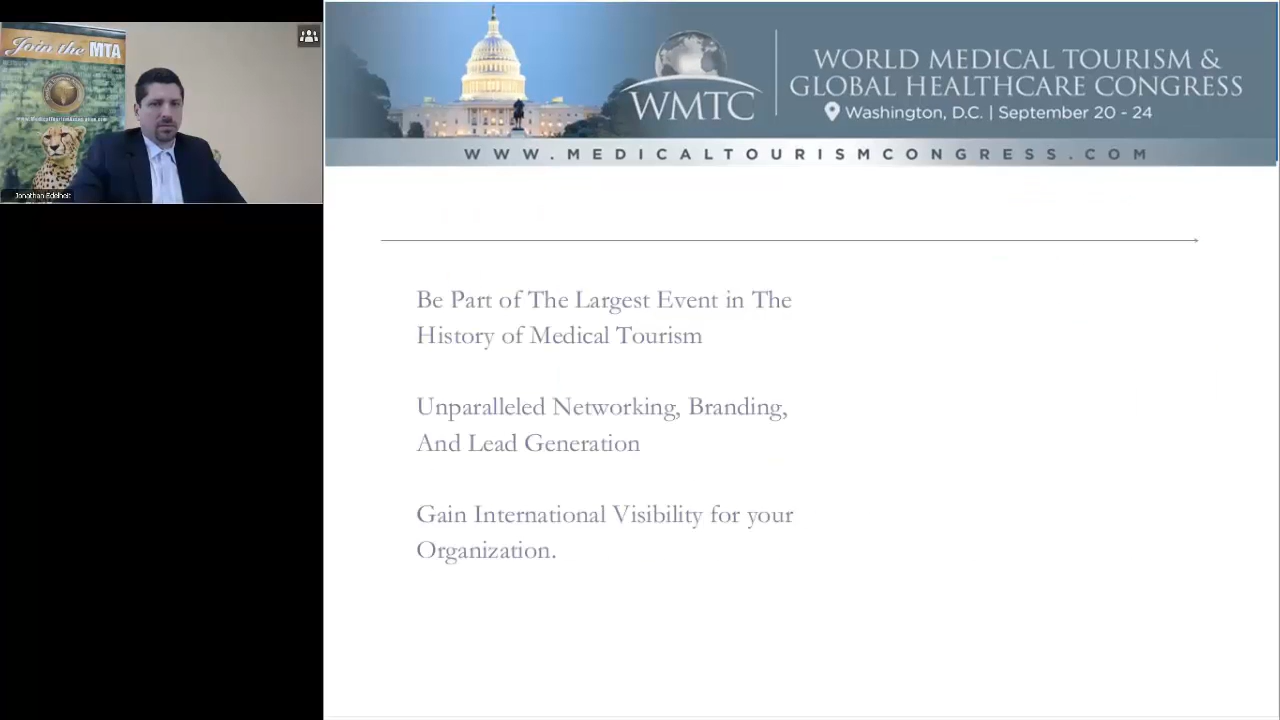 Join the MTA
Jonathan Edelheit
WMTC
WORLD MEDICAL TOURISM &
GLOBAL HEALTHCARE CONGRESS
Washington, D.C. | September 20 - 24
WWW.MEDICALTOURISMCONGRESS.COM
Be Part of The Largest Event in The
History of Medical Tourism
Unparalleled Networking, Branding,
And Lead Generation
Gain International Visibility for your
Organization.